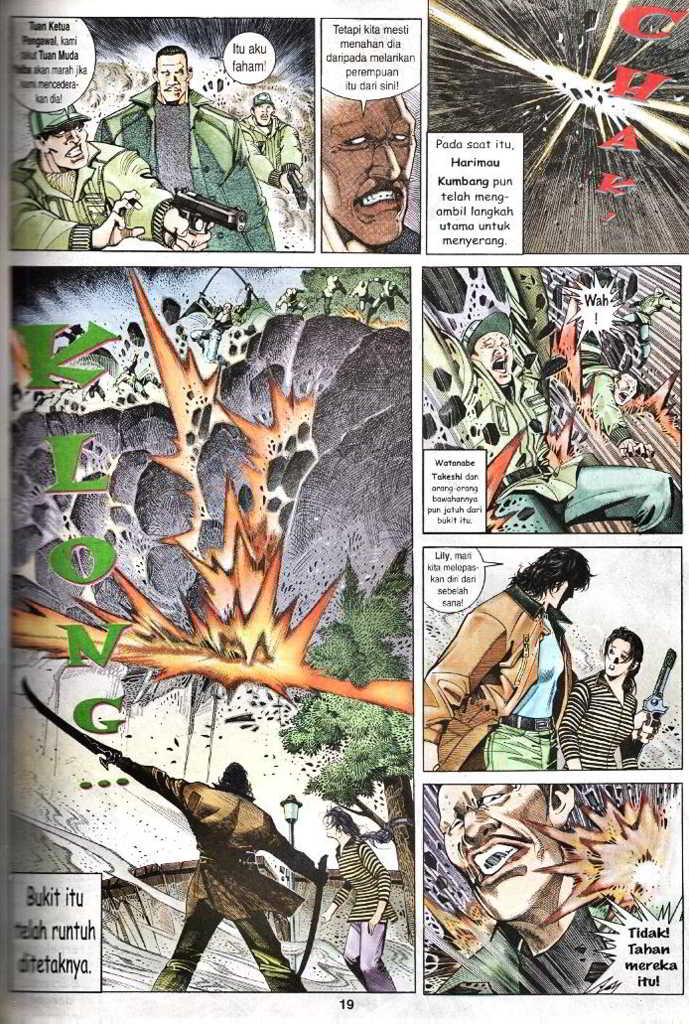 Tuan Ketua
Pengawal, kami
takut Tuan Muda
akan marah jika
kami mencedera-
kan dia!
Itu aku
faham!
Tetapi kita mesti
menahan dia
daripada melarikan
perempuan
itu dari sini!
CHAK,
Pada saat itu,
Harimau
Kumbang pun
telah meng-
ambil langkah
utama untuk
menyerang.
KLONG...
Bukit itu
telah runtuh
ditetaknya.
Wah
!
Watanabe
Takeshi dan
orang-orang
bawahannya
pun jatuh dari
bukit itu.
Lily, mari
kita melepas-
kan diri dari
sebelah
sana!
Tidak!
Tahan
mereka
itu!
19